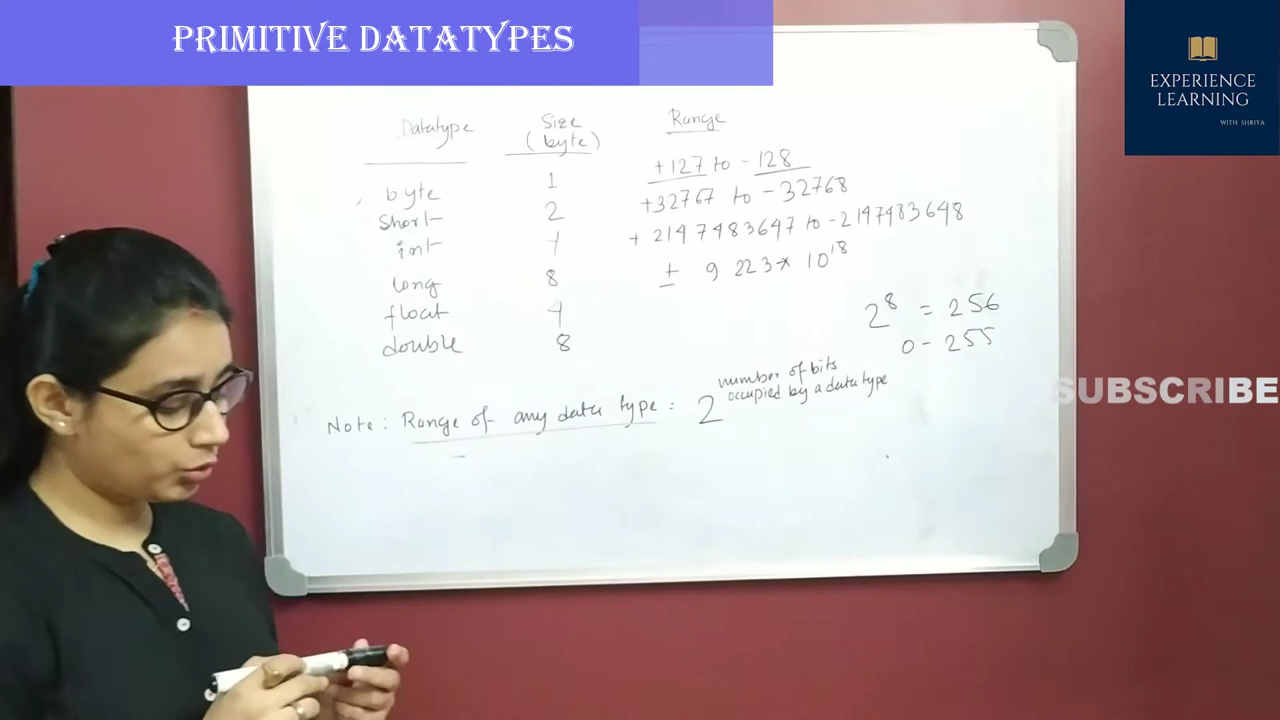 PRIMITIVE DATATYPES
EXPERIENCE
LEARNING
WITH SHRIYA
Datatype Size Range
(byte)
byte 1 +127 to -128
short 2 +32767 to -32768
int 4 + 2147483647 to -2147483648
long 8 ± 9 223* 10^18
float 4
double 8
2^8 = 256
0 - 255
number of bits
occupied by a data type
Note: Range of any data type = 2
SUBSCRIBE